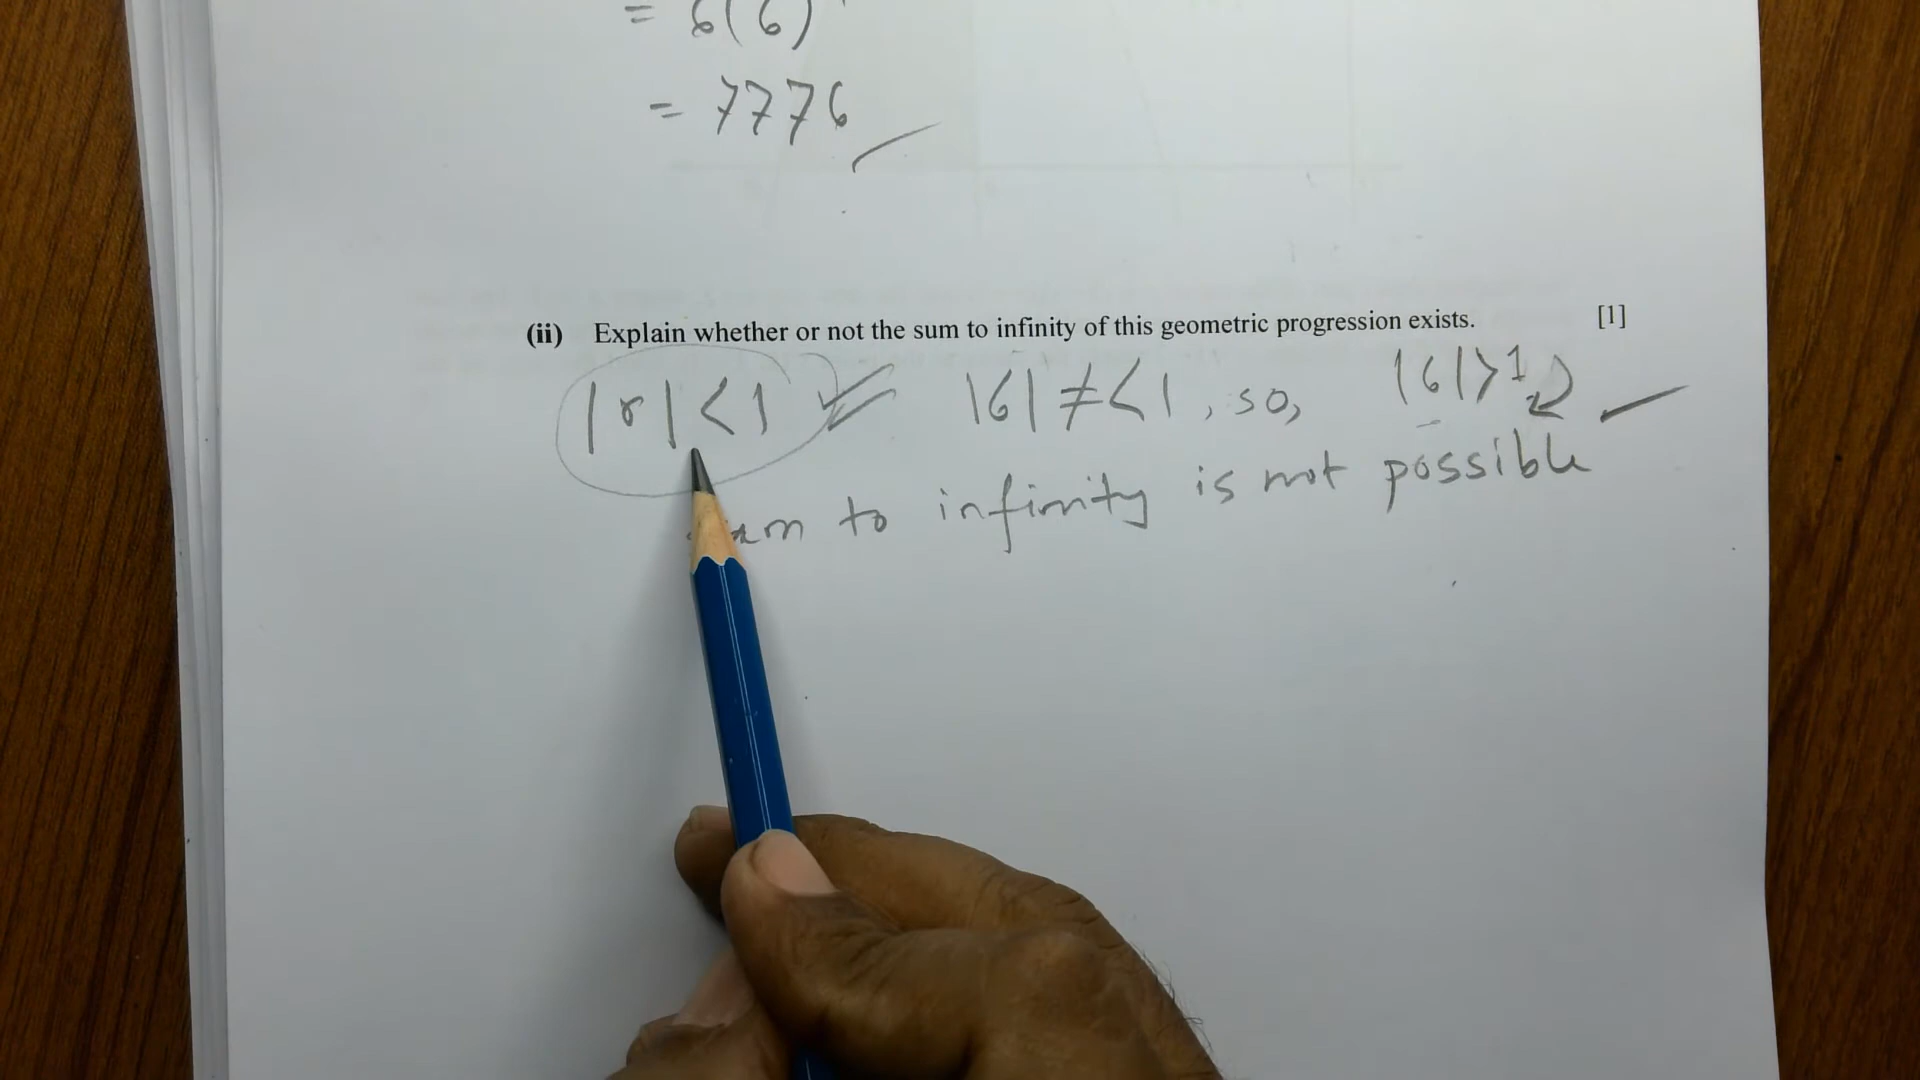 = 6(6)
= 7776
(ii) Explain whether or not the sum to infinity of this geometric progression exists. [1]
|r| < 1 |6| ≠< 1, so, |6| > 1
to infinity is not possible